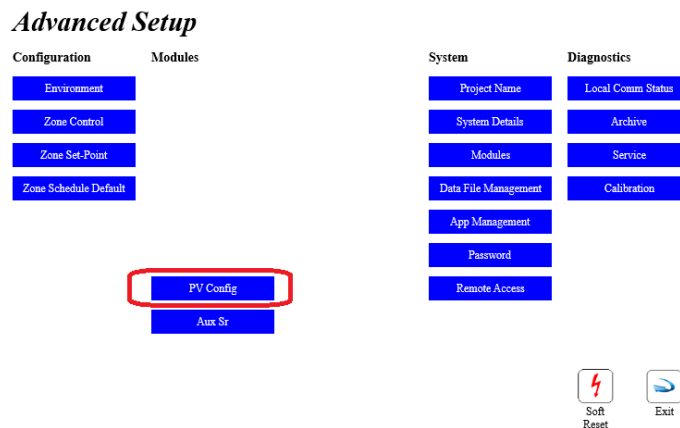 Advanced Setup
Configuration
Modules
System
Diagnostics
Environment
Project Name
Local Comm Status
Zone Control
System Details
Archive
Zone Set-Point
Modules
Service
Zone Schedule Default
Data File Management
Calibration
App Management
Password
PV Config
Remote Access
Aux Sr
Soft
Reset
Exit